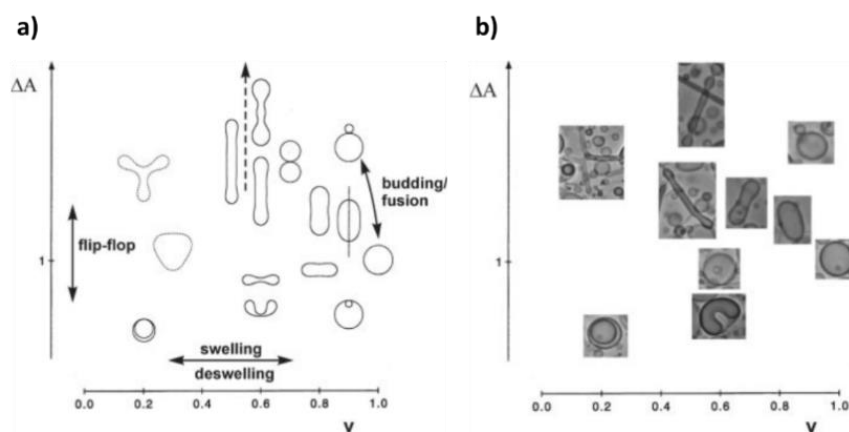 a)
ΔA
budding/
fusion
flip-flop
1
swelling
deswelling
0.0 0.2 0.4 0.6 0.8 1.0
v
b)
ΔA
1
0.0 0.2 0.4 0.6 0.8 1.0
v